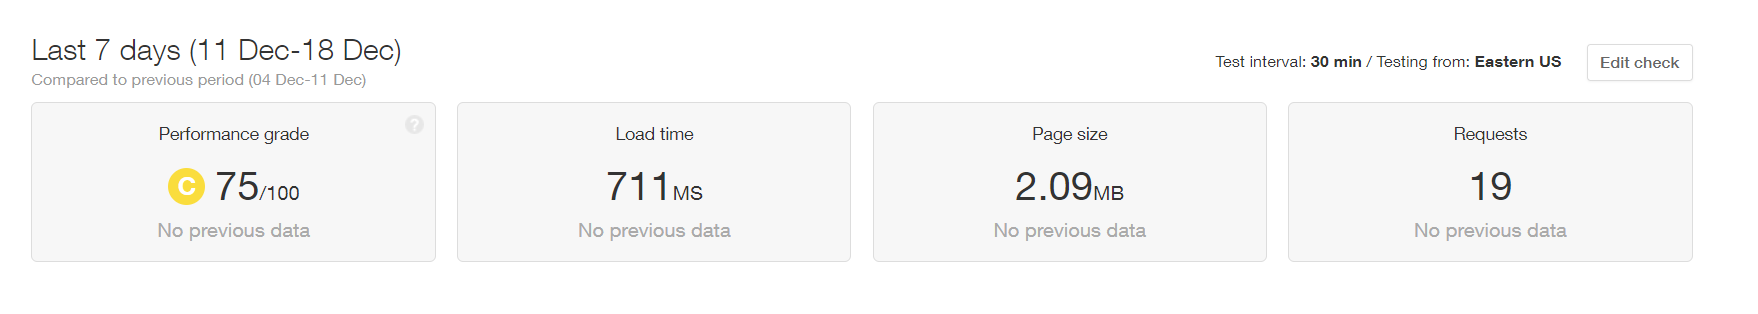 Last 7 days (11 Dec-18 Dec)
Compared to previous period (04 Dec-11 Dec)
Test interval: 30 min / Testing from: Eastern US
Edit check
Performance grade
?
C 75/100
No previous data
Load time
711MS
No previous data
Page size
2.09MB
No previous data
Requests
19
No previous data